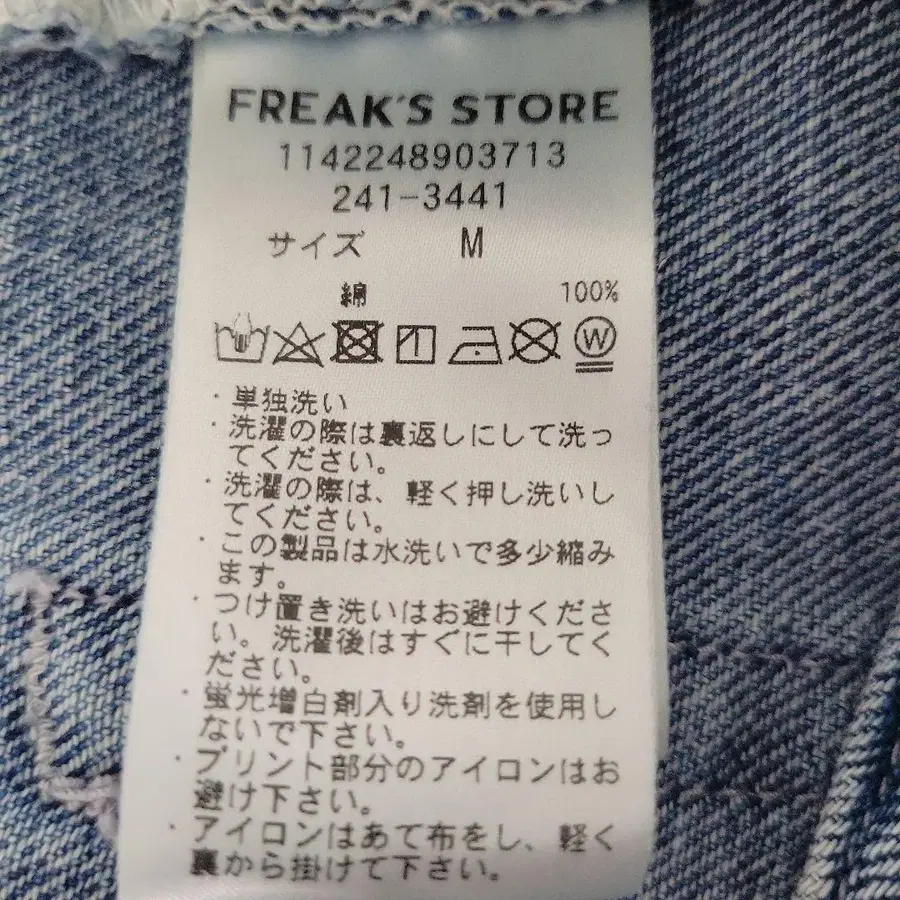 FREAK'S STORE
1142248903713
241-3441
サイズ M
綿 100%
W
・単独洗い
・洗濯の際は裏返しにして洗っ
てください。
・洗濯の際は、軽く押し洗いし
てください。
・この製品は水洗いで多少縮み
ます。
・つけ置き洗いはお避けくださ
い。洗濯後はすぐに干してく
ださい。
・蛍光増白剤入り洗剤を使用し
ないで下さい。
・プリント部分のアイロンはお
避け下さい。
・アイロンはあて布をし、軽く
裏から掛けて下さい。